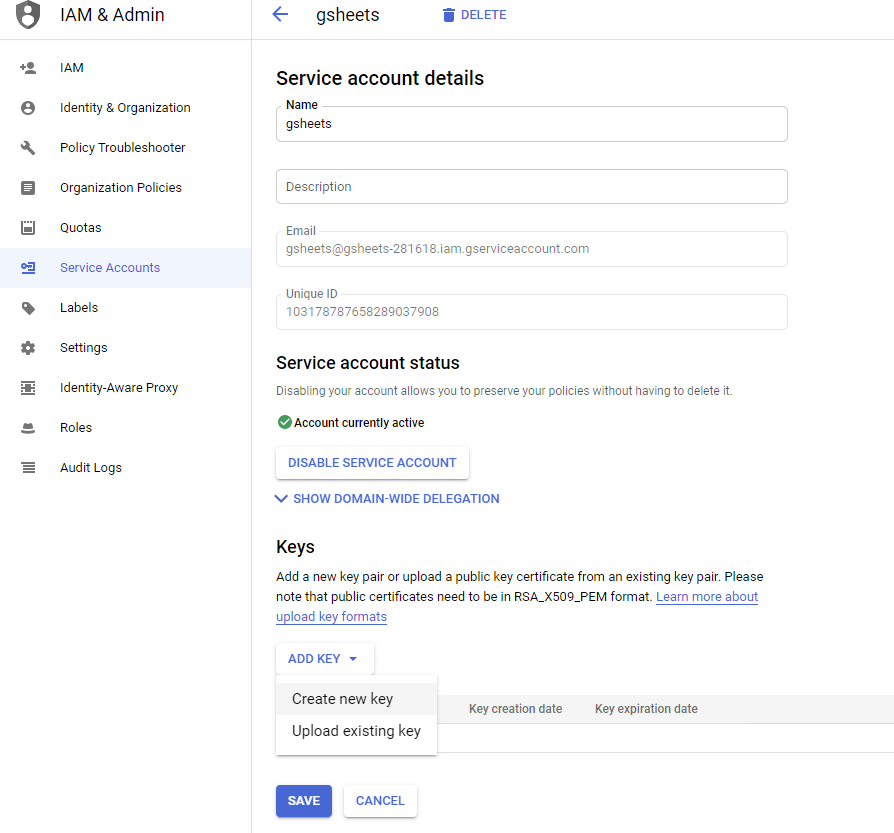 IAM & Admin
gsheets
DELETE
IAM
Identity & Organization
Policy Troubleshooter
Organization Policies
Quotas
Service Accounts
Labels
Settings
Identity-Aware Proxy
Roles
Audit Logs
Service account details
Name
gsheets
Description
Email
gsheets@gsheets-281618.iam.gserviceaccount.com
Unique ID
103178787658289037908
Service account status
Disabling your account allows you to preserve your policies without having to delete it.
Account currently active
DISABLE SERVICE ACCOUNT
SHOW DOMAIN-WIDE DELEGATION
Keys
Add a new key pair or upload a public key certificate from an existing key pair. Please
note that public certificates need to be in RSA_X509_PEM format. Learn more about
upload key formats
ADD KEY
Create new key
Upload existing key
Key creation date
Key expiration date
SAVE
CANCEL